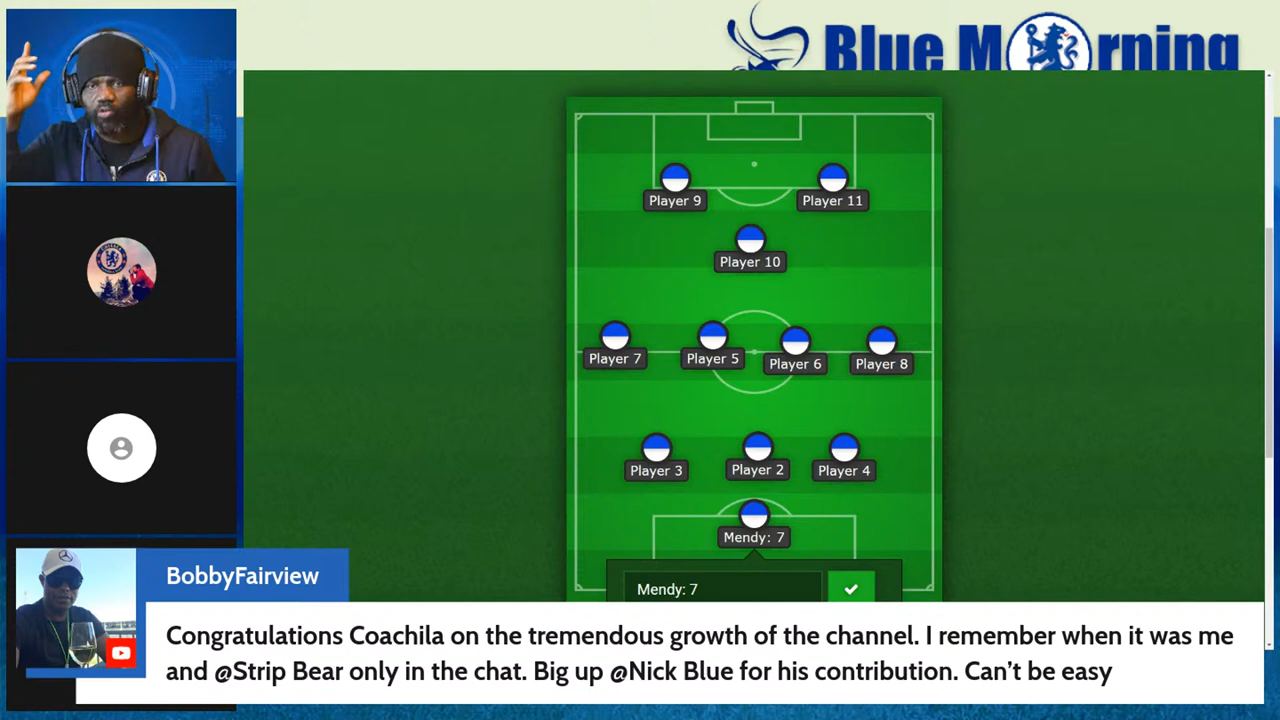 Blue M rning
Player 9
Player 11
Player 10
Player 7
Player 5
Player 6
Player 8
Player 3
Player 2
Player 4
Mendy: 7
Mendy: 7
BobbyFairview
Congratulations Coachila on the tremendous growth of the channel. I remember when it was me
and @Strip Bear only in the chat. Big up @Nick Blue for his contribution. Can't be easy